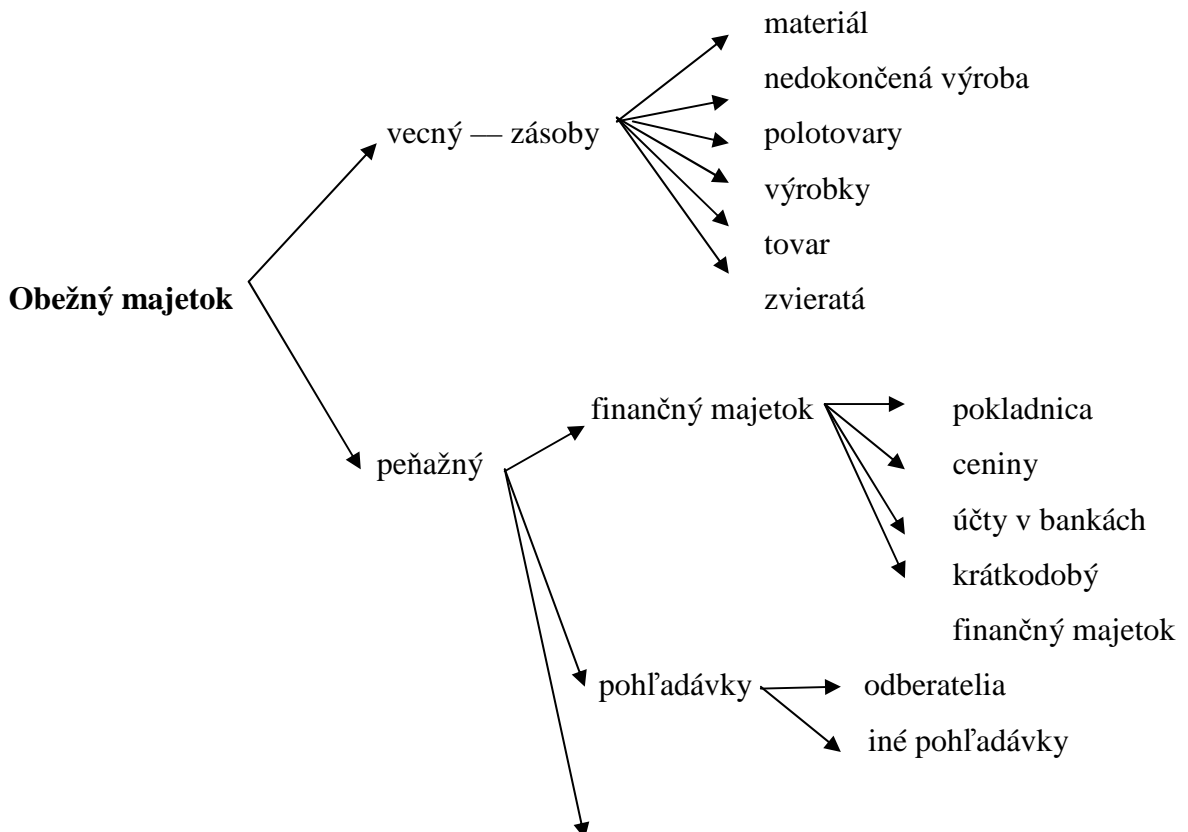 materiál
nedokončená výroba
vecný — zásoby
polotovary
výrobky
tovar
Obežný majetok
zvieratá
finančný majetok
pokladnica
peňažný
ceniny
účty v bankách
krátkodobý
finančný majetok
pohľadávky
odberatelia
iné pohľadávky